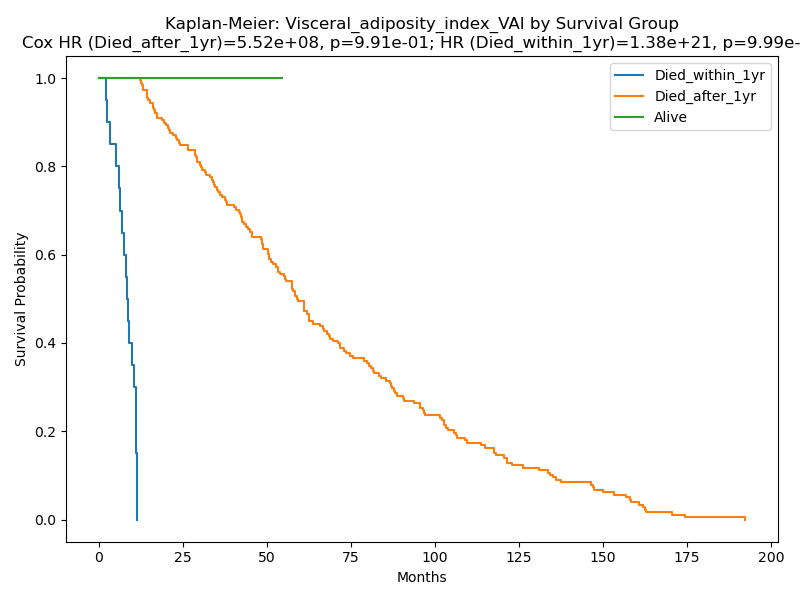 Kaplan-Meier: Visceral_adiposity_index_VAI by Survival Group
Cox HR (Died_after_1yr)=5.52e+08, p=9.91e-01; HR (Died_within_1yr)=1.38e+21, p=9.99e-
Died_within_1yr
Died_after_1yr
Alive
1.0
0.8
0.6
0.4
0.2
0.0
Survival Probability
0
25
50
75
100
125
150
175
200
Months